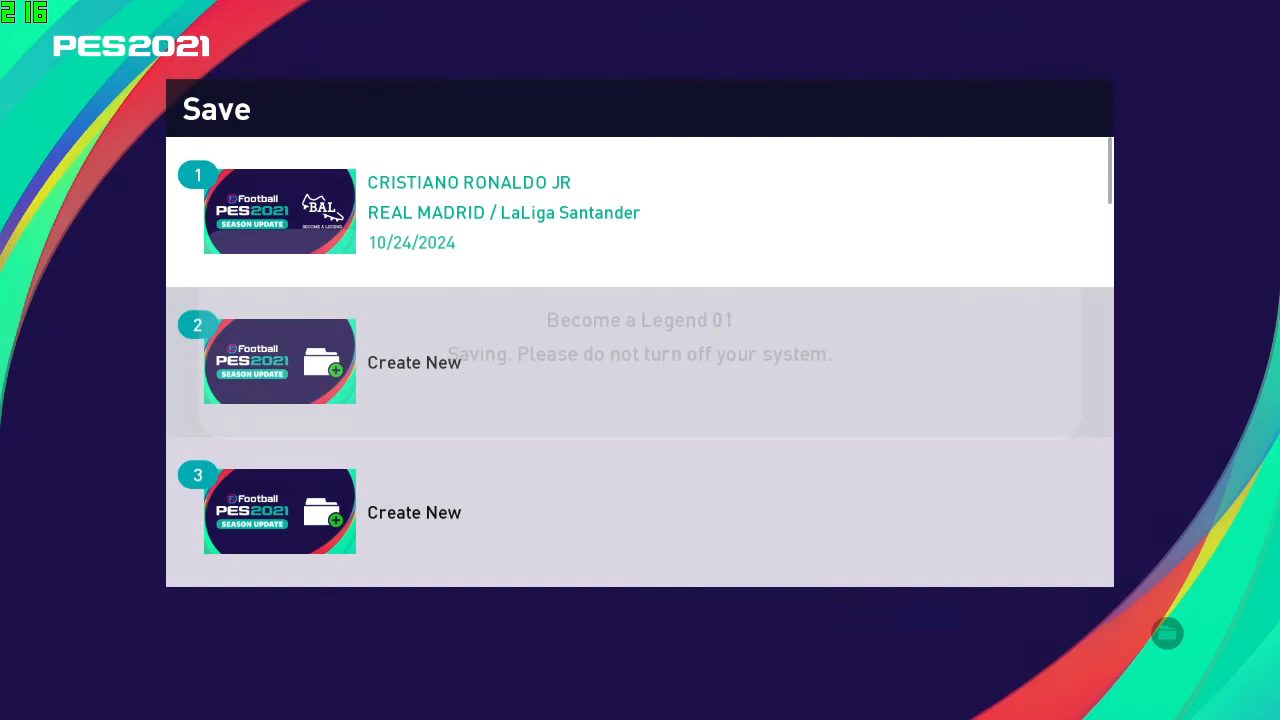 216
PES2021
Save
1
CRISTIANO RONALDO JR
REAL MADRID / LaLiga Santander
10/24/2024
eFootball
PES2021
SEASON UPDATE
BAL
BECOME A LEGEND
2
Become a Legend 01
Saving. Please do not turn off your system.
Create New
eFootball
PES2021
SEASON UPDATE
3
Create New
eFootball
PES2021
SEASON UPDATE